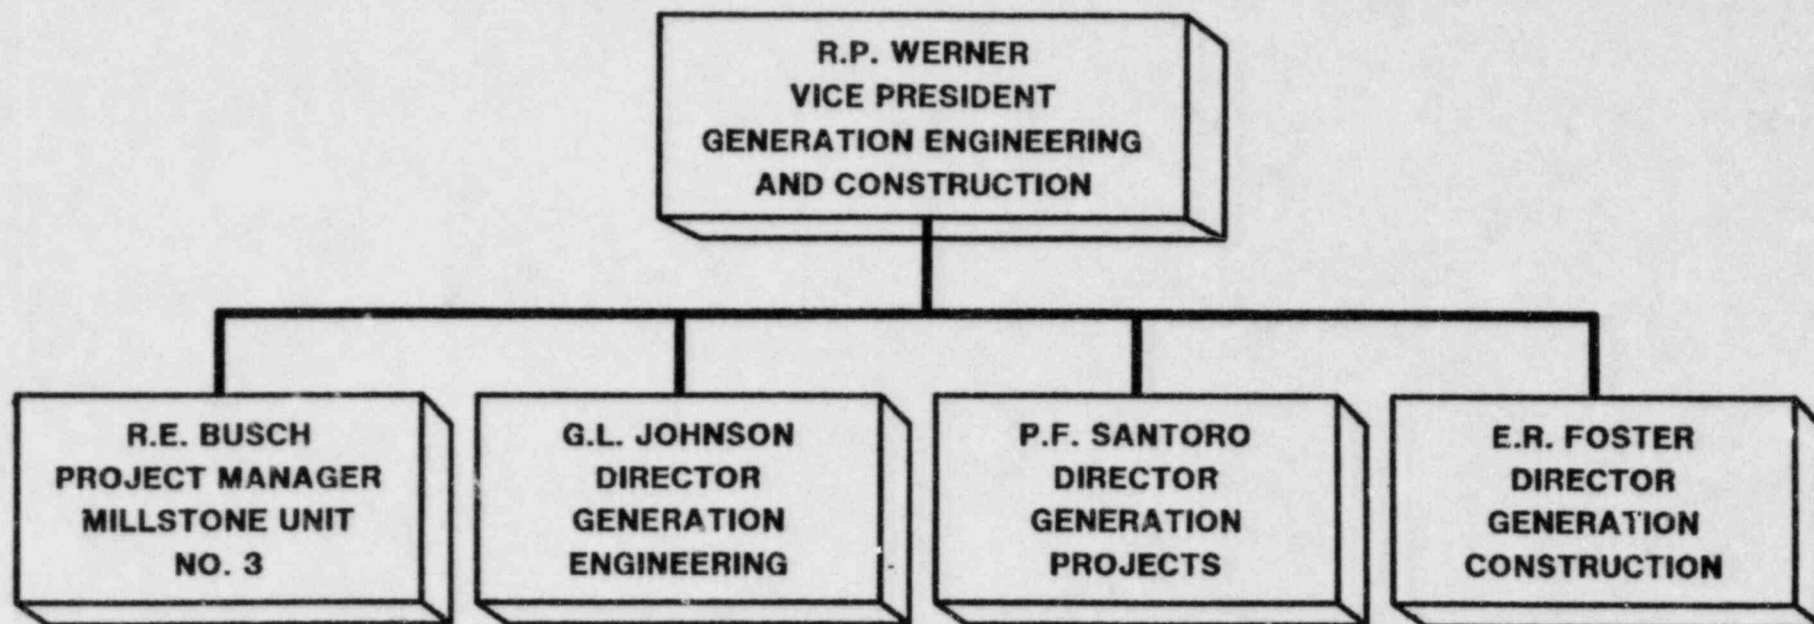 R.P. WERNER
VICE PRESIDENT
GENERATION ENGINEERING
AND CONSTRUCTION
R.E. BUSCH
PROJECT MANAGER
MILLSTONE UNIT
NO. 3
G.L. JOHNSON
DIRECTOR
GENERATION
ENGINEERING
P.F. SANTORO
DIRECTOR
GENERATION
PROJECTS
E.R. FOSTER
DIRECTOR
GENERATION
CONSTRUCTION